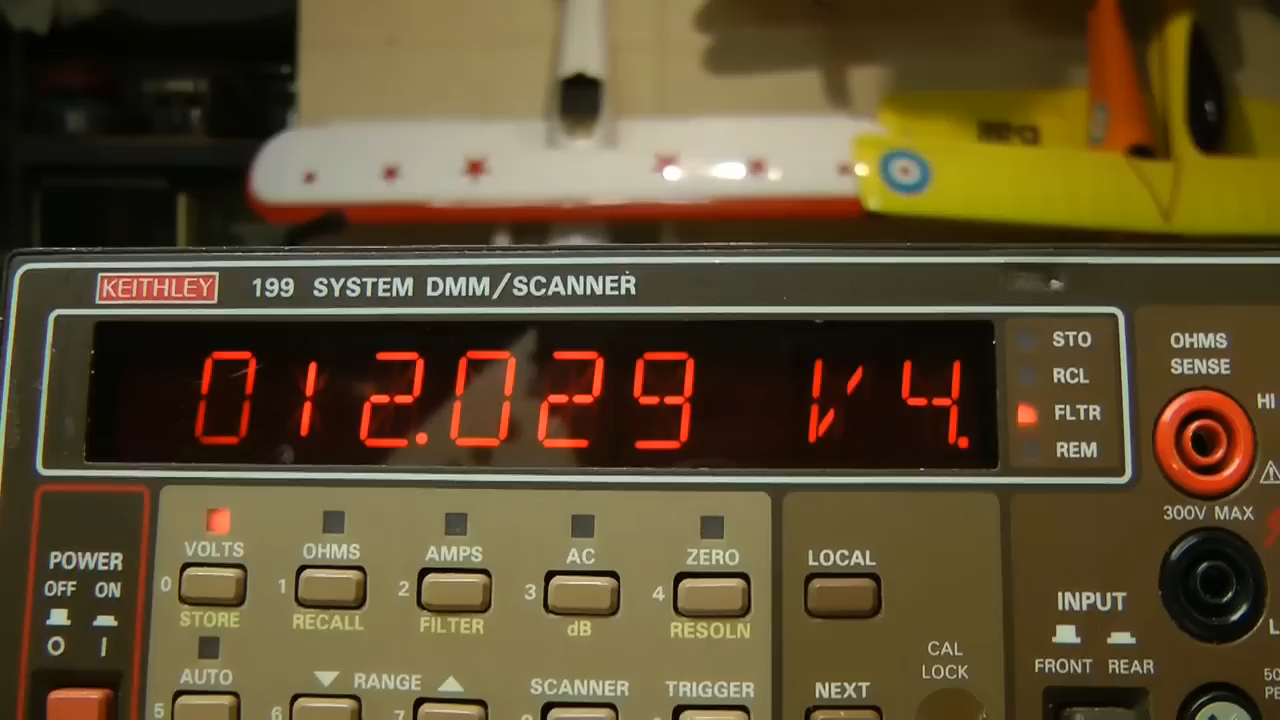 KEITHLEY 199 SYSTEM DMM/SCANNER
012.029 V4.
STO
RCL
FLTR
REM
OHMS
SENSE
HI
300V MAX
POWER
OFF ON
O I
VOLTS OHMS AMPS AC ZERO
0 1 2 3 4
STORE RECALL FILTER dB RESOLN
LOCAL
INPUT
FRONT REAR
CAL
LOCK
AUTO RANGE SCANNER TRIGGER NEXT
5 6 7